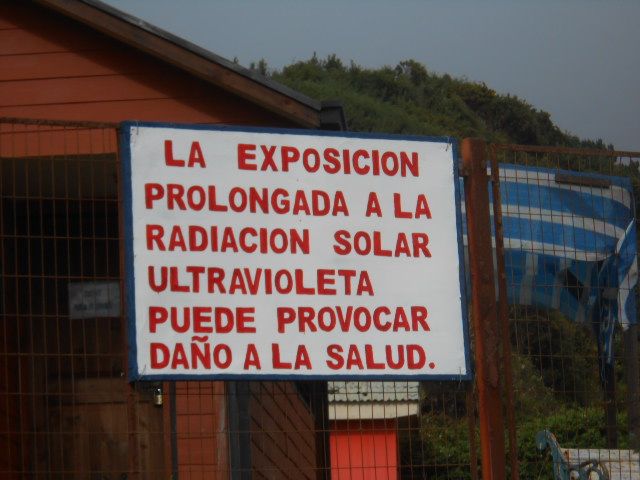 LA EXPOSICION
PROLONGADA A LA
RADIACION SOLAR
ULTRAVIOLETA
PUEDE PROVOCAR
DAÑO A LA SALUD.